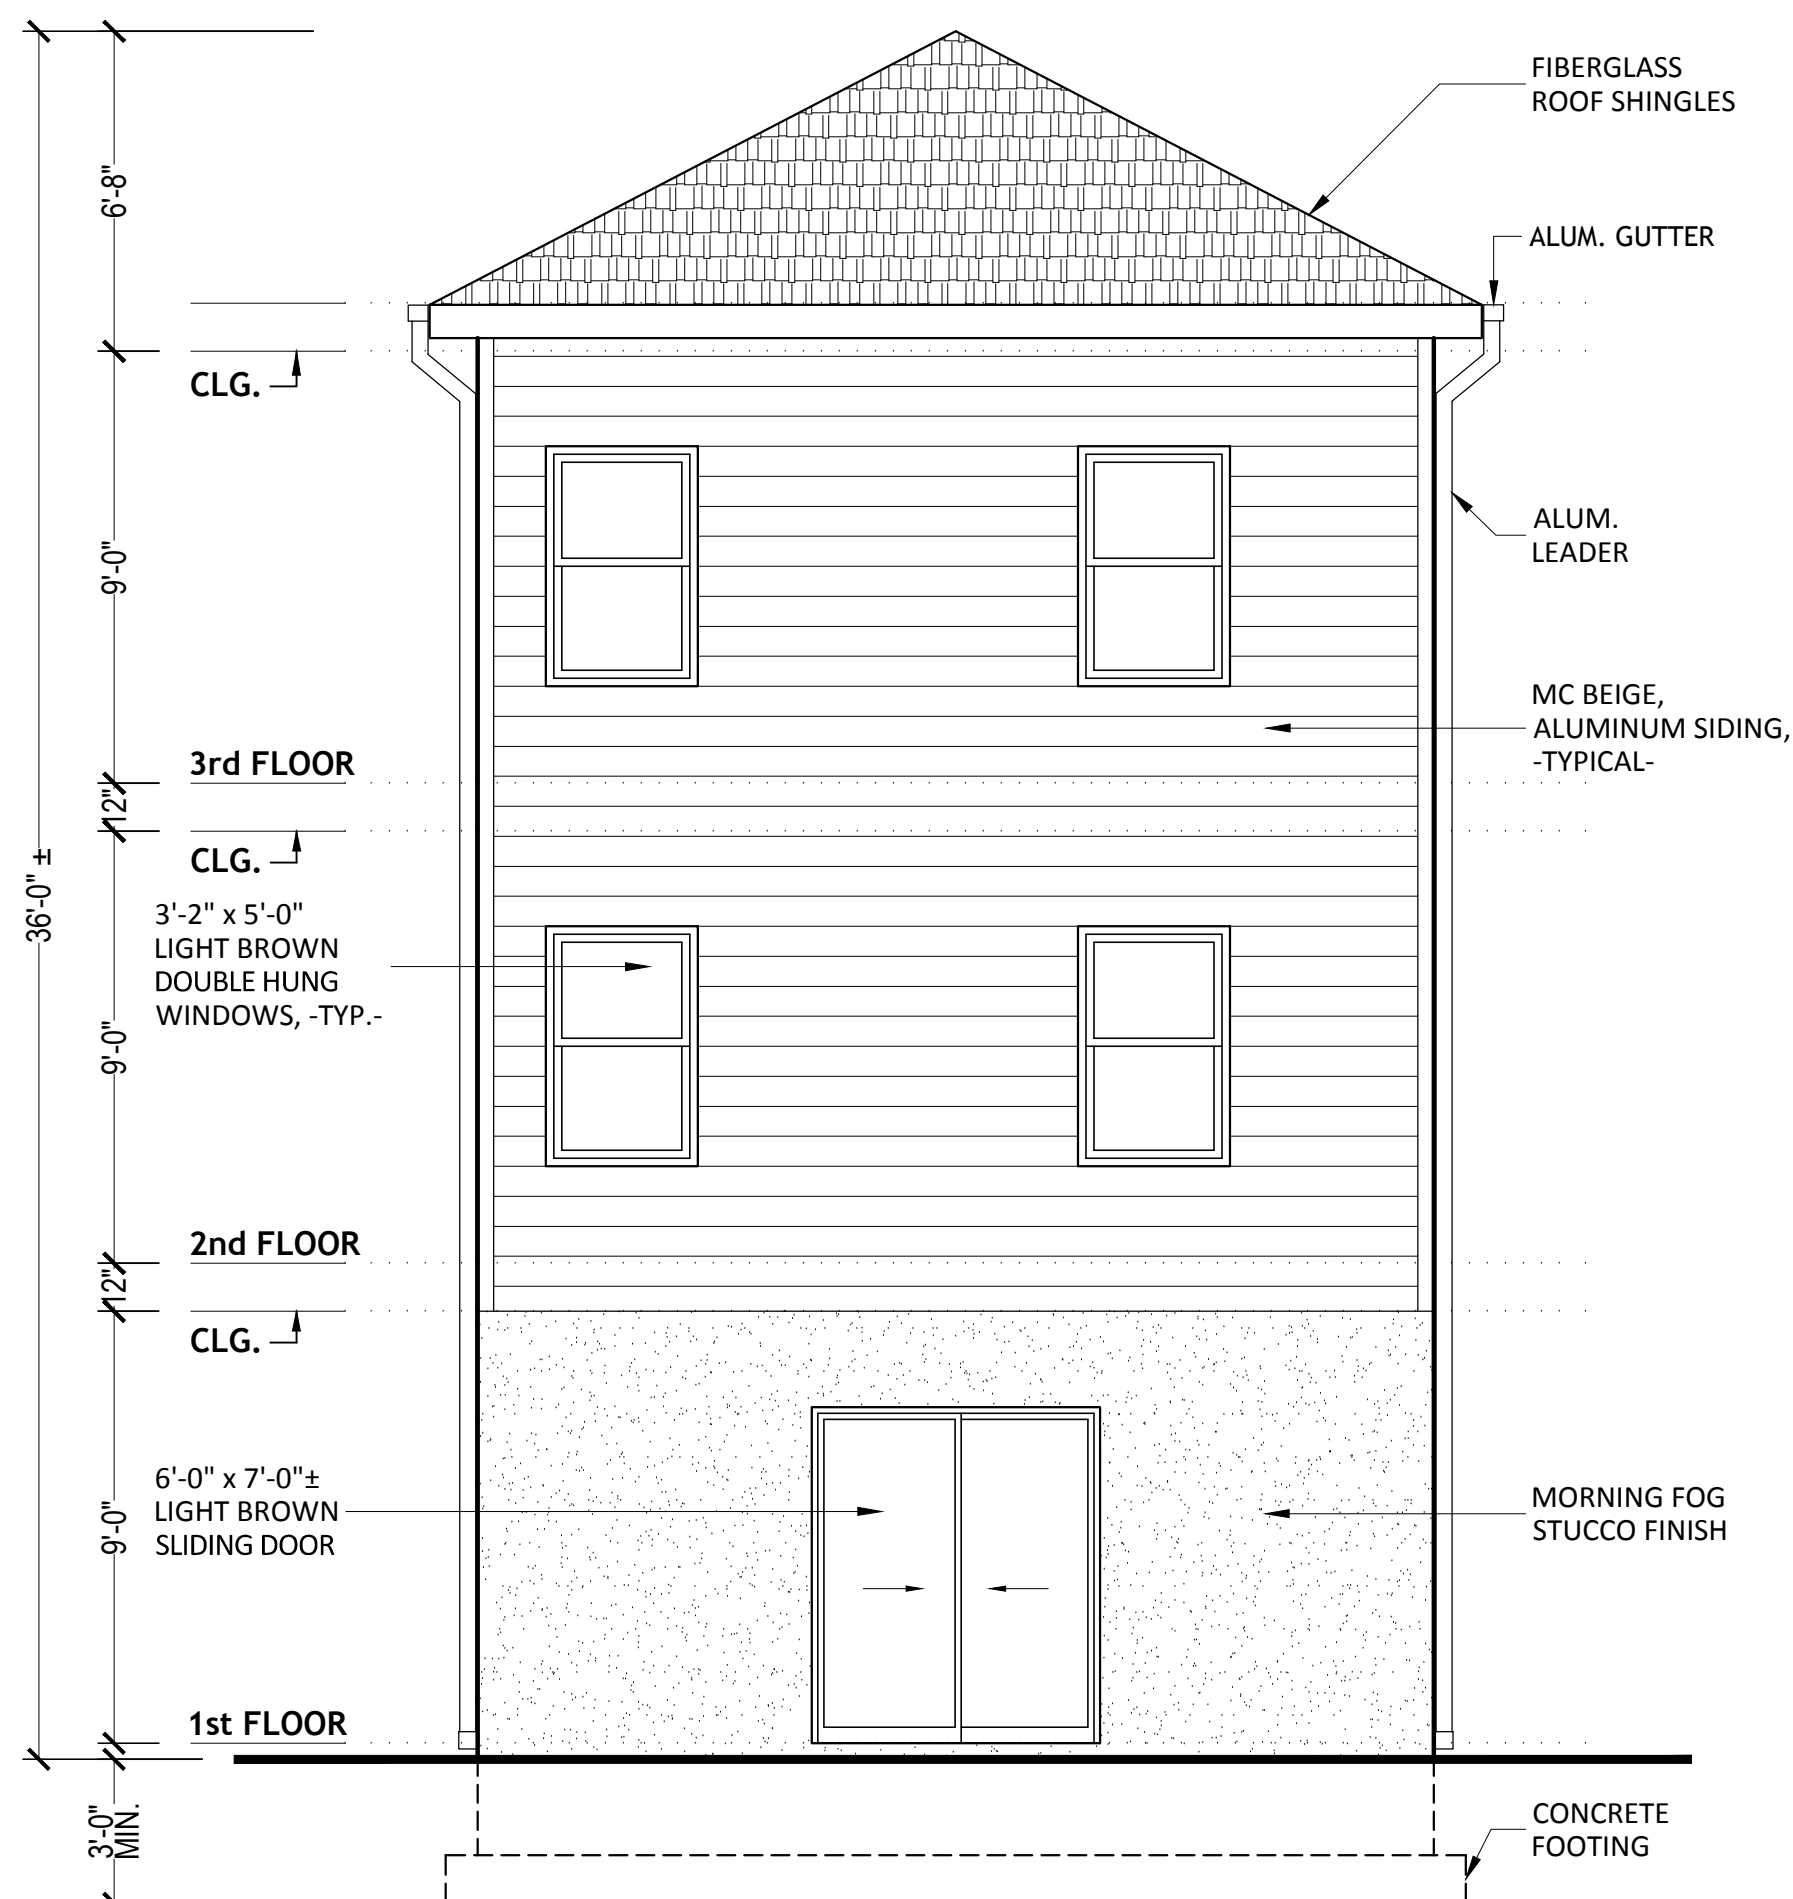 FIBERGLASS
ROOF SHINGLES
6'-8"
ALUM. GUTTER
CLG.
9'-0"
ALUM.
LEADER
MC BEIGE,
ALUMINUM SIDING,
-TYPICAL-
3rd FLOOR
12"
CLG.
36'-0" ±
3'-2" x 5'-0"
LIGHT BROWN
DOUBLE HUNG
WINDOWS, -TYP.-
9'-0"
2nd FLOOR
12"
CLG.
6'-0" x 7'-0"±
LIGHT BROWN
SLIDING DOOR
9'-0"
MORNING FOG
STUCCO FINISH
1st FLOOR
3'-0"
MIN.
CONCRETE
FOOTING